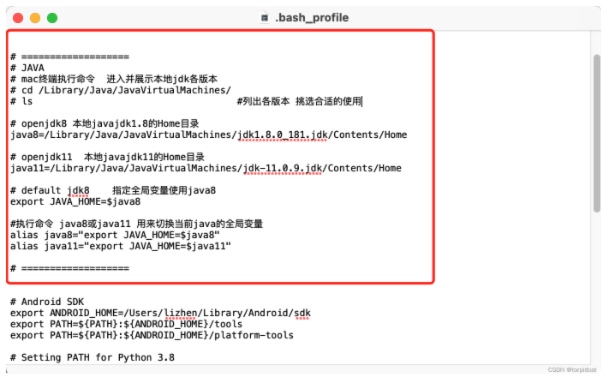 .bash_profile
# ===================
# JAVA
# mac终端执行命令  进入并展示本地jdk各版本
# cd /Library/Java/JavaVirtualMachines/
# ls                                #列出各版本 挑选合适的使用
# openjdk8 本地javajdk1.8的Home目录
java8=/Library/Java/JavaVirtualMachines/jdk1.8.0_181.jdk/Contents/Home
# openjdk11  本地javajdk11的Home目录
java11=/Library/Java/JavaVirtualMachines/jdk-11.0.9.jdk/Contents/Home
# default jdk8    指定全局变量使用java8
export JAVA_HOME=$java8
#执行命令 java8或java11 用来切换当前java的全局变量
alias java8="export JAVA_HOME=$java8"
alias java11="export JAVA_HOME=$java11"
# ===================
# Android SDK
export ANDROID_HOME=/Users/lizhen/Library/Android/sdk
export PATH=${PATH}:${ANDROID_HOME}/tools
export PATH=${PATH}:${ANDROID_HOME}/platform-tools
# Setting PATH for Python 3.8